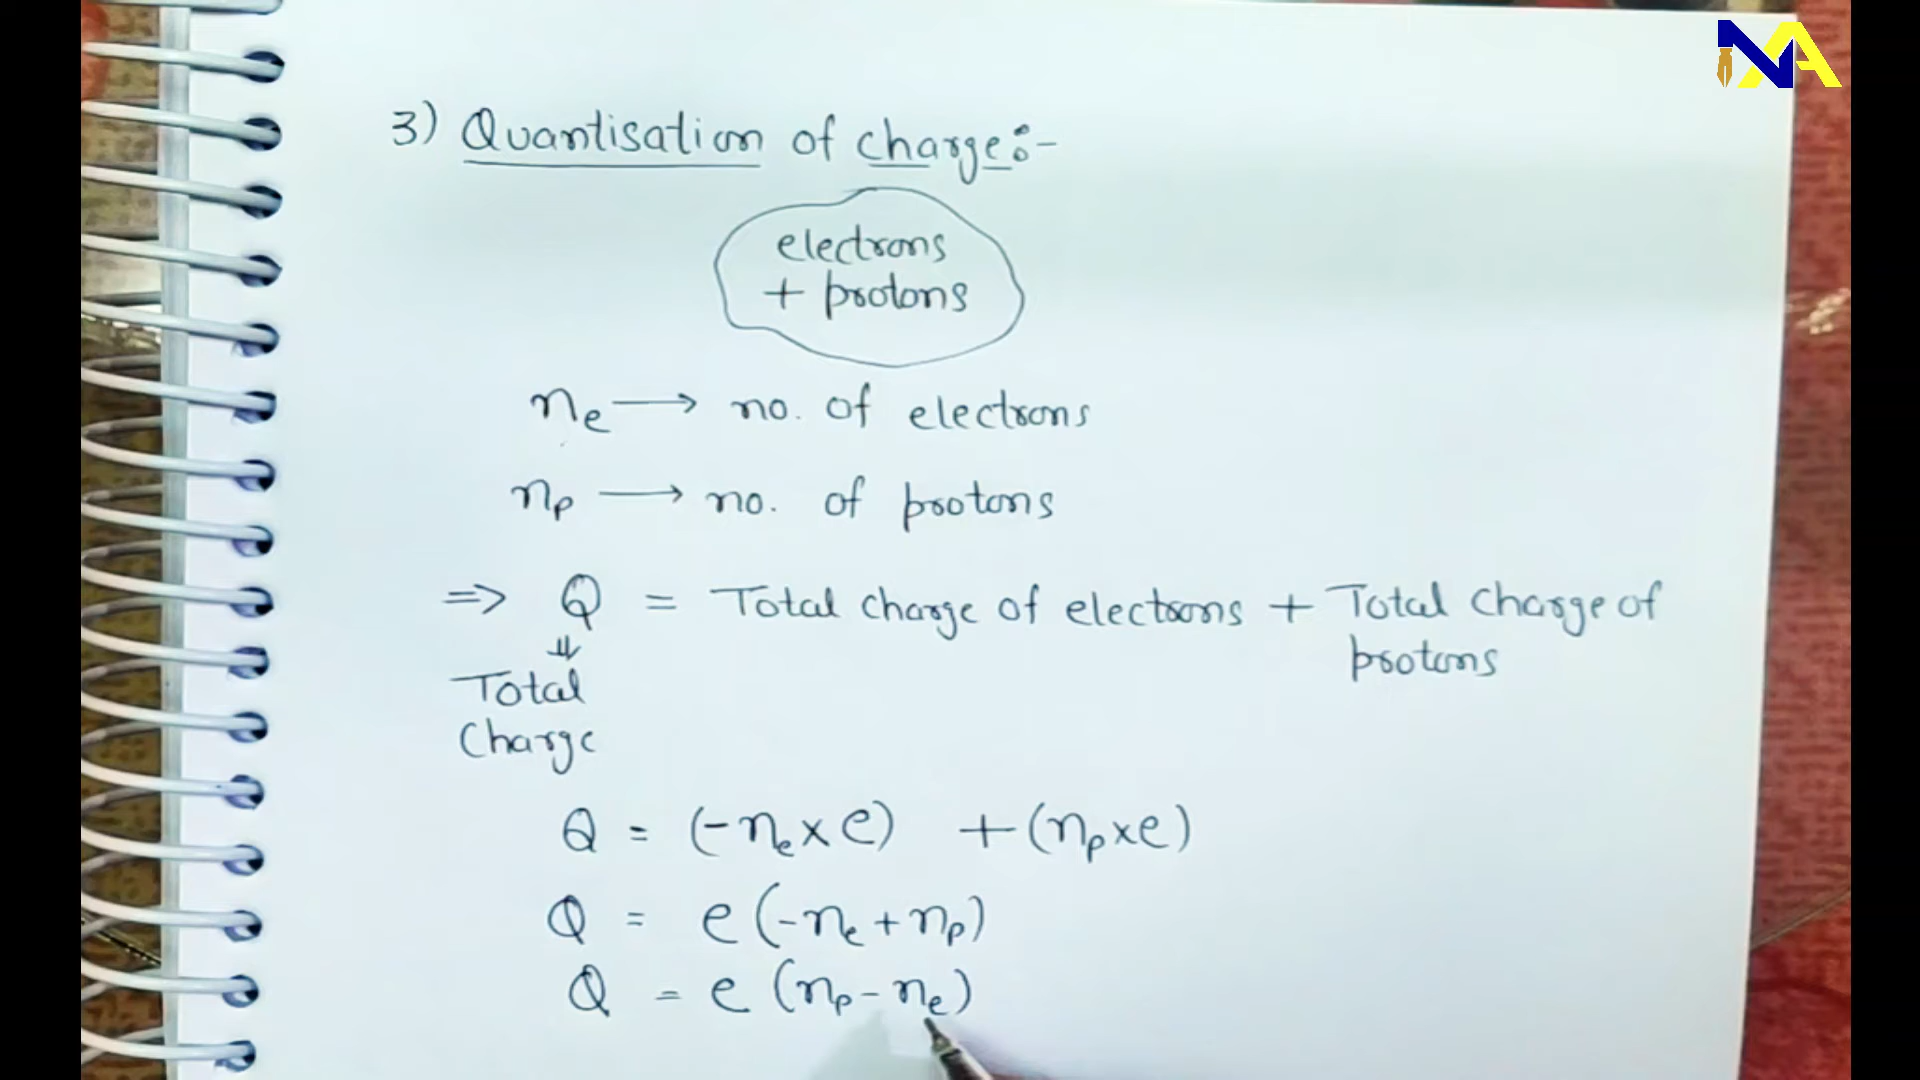 NA
3) Quantisation of charge:-
electrons
+ protons
ne → no. of electrons
np → no. of protons
⇒ Q = Total charge of electrons + Total charge of
protons
⇓
Total
Charge
Q = (-ne × e) + (np × e)
Q = e (-ne + np)
Q = e (np - ne)